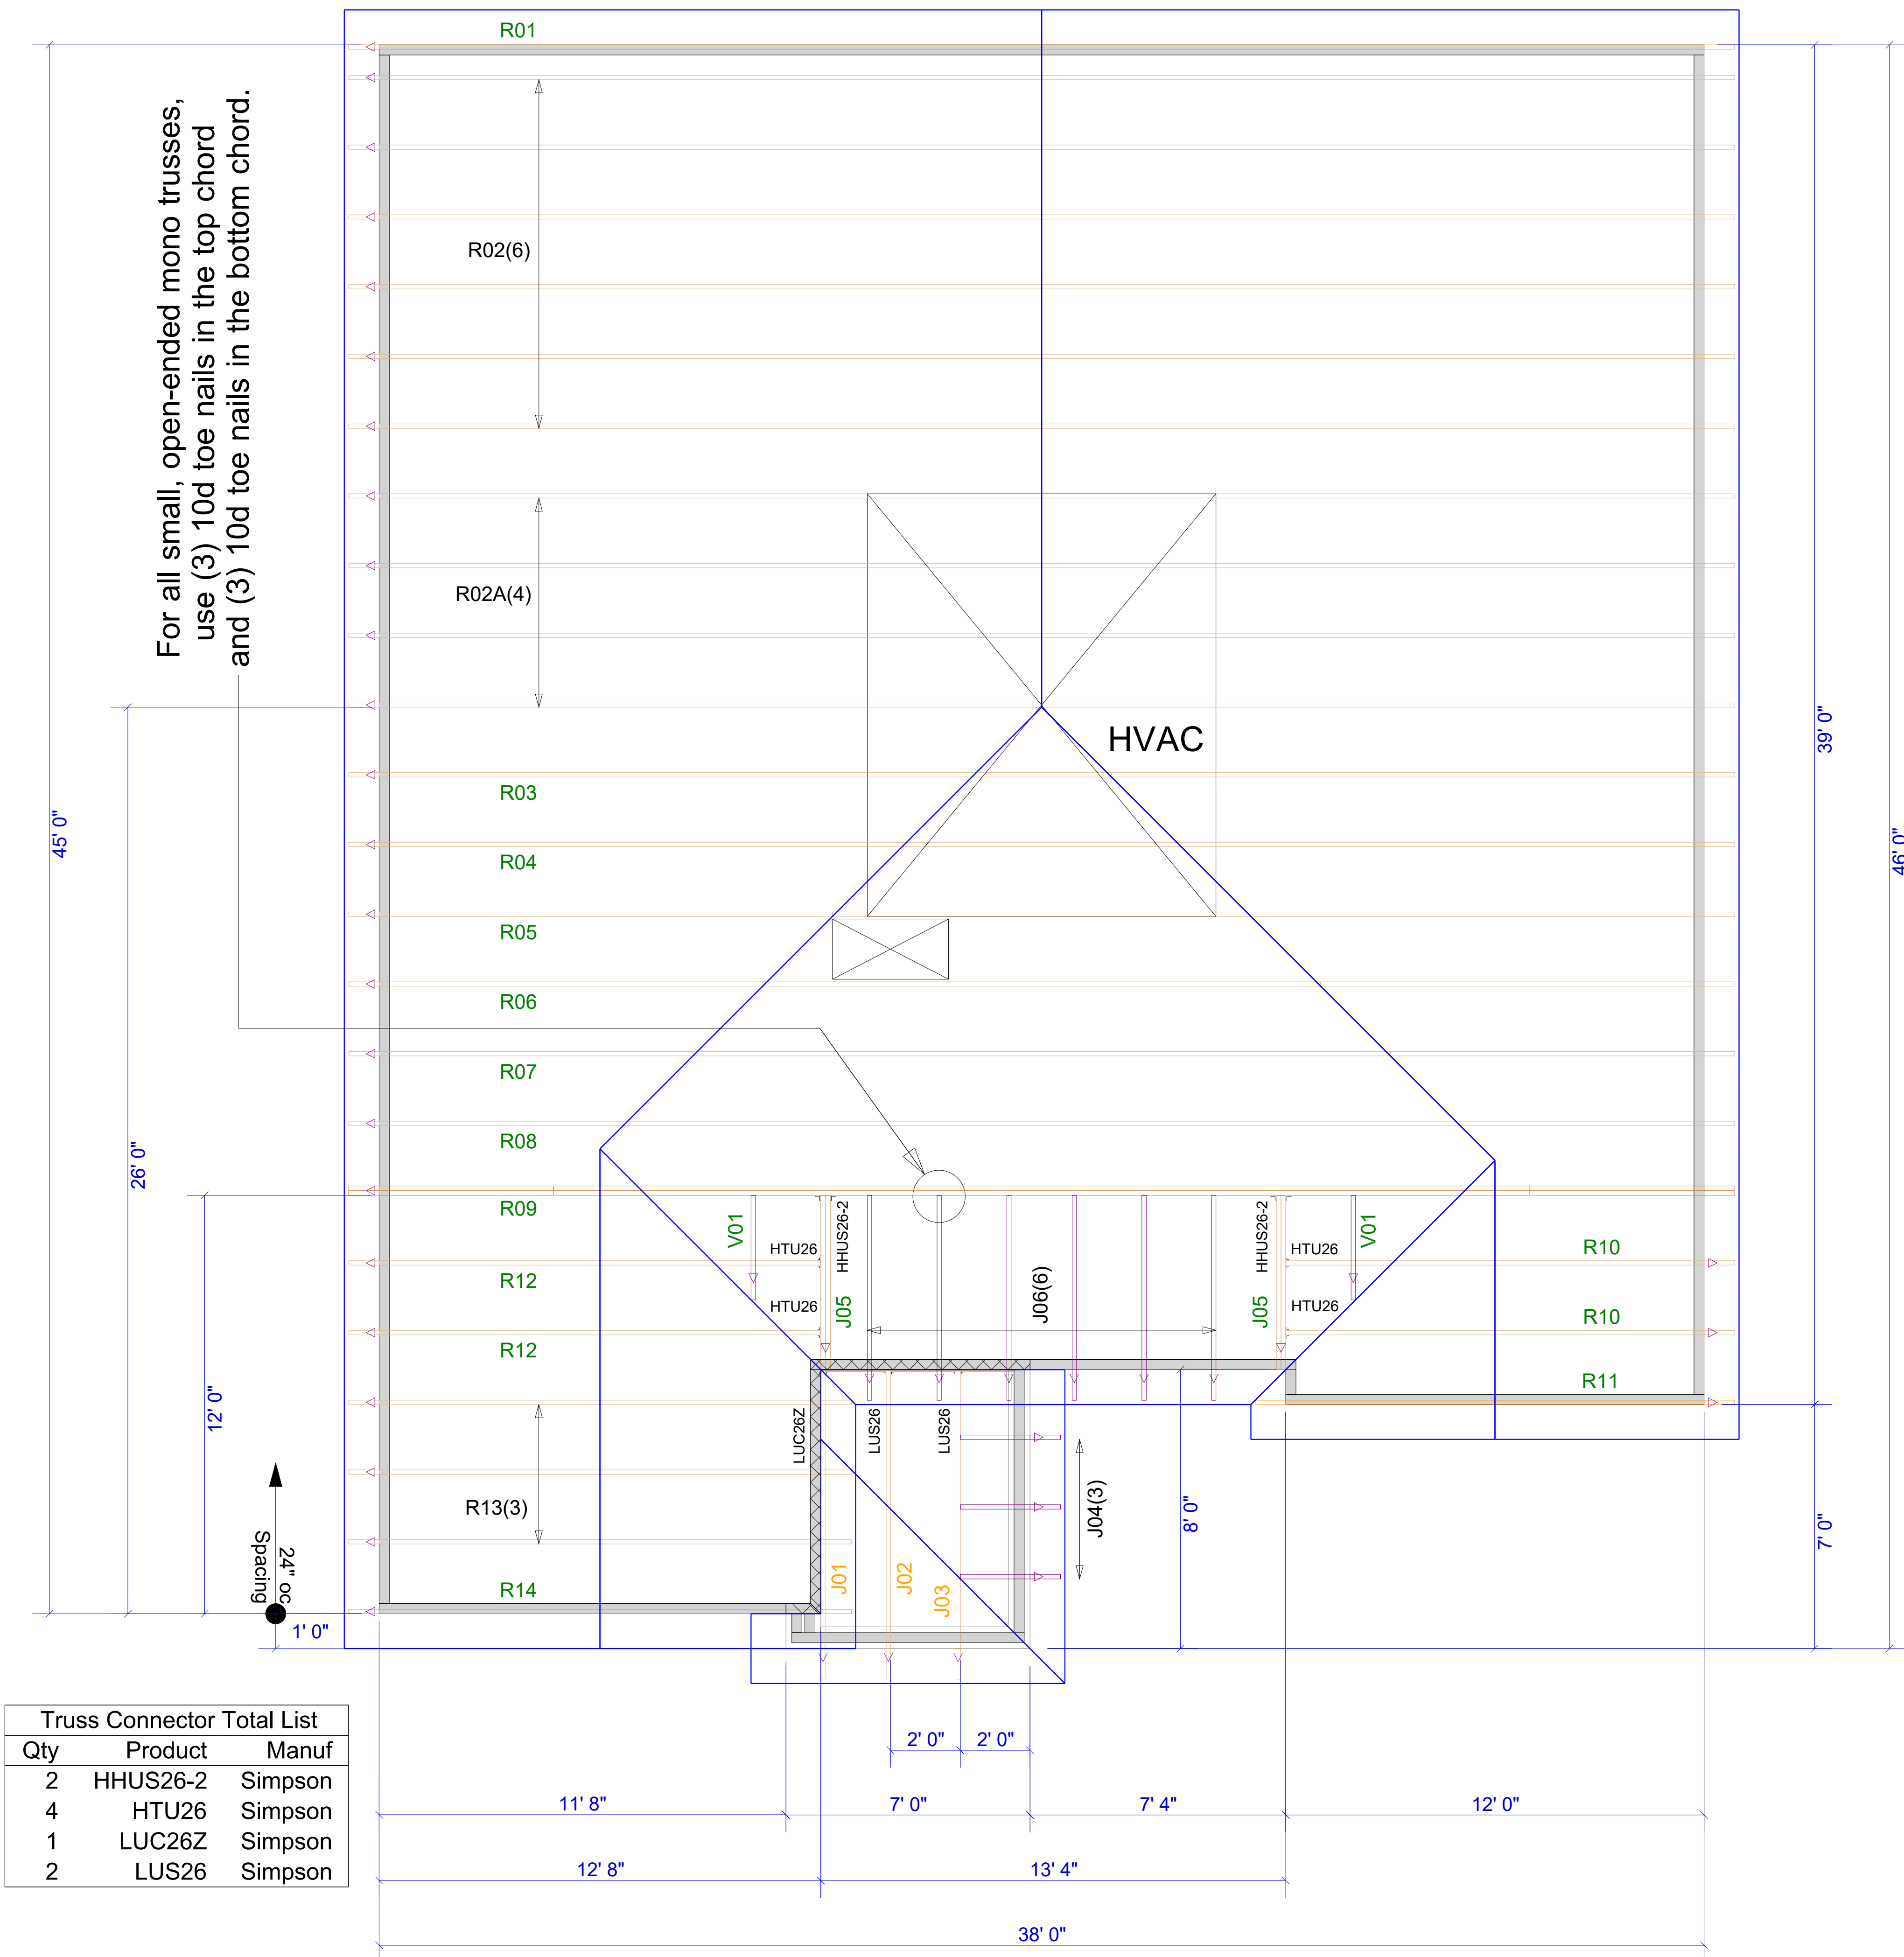 R01
For all small, open-ended mono trusses,
use (3) 10d toe nails in the top chord
and (3) 10d toe nails in the bottom chord.
R02(6)
R02A(4)
HVAC
39' 0"
46' 0"
45' 0"
26' 0"
R03
R04
R05
R06
R07
R08
R09
V01
HTU26
HHUS26-2
HHUS26-2
HTU26
V01
R10
R12
J06(6)
HTU26
J05
J05
HTU26
R10
R12
R11
12' 0"
LUC26Z
LUS26
LUS26
R13(3)
J04(3)
8' 0"
7' 0"
24" oc
Spacing
R14
J01
J02
J03
1' 0"
2' 0"
2' 0"
11' 8"
7' 0"
7' 4"
12' 0"
12' 8"
13' 4"
38' 0"
Truss Connector Total List
Qty Product Manuf
2 HHUS26-2 Simpson
4 HTU26 Simpson
1 LUC26Z Simpson
2 LUS26 Simpson